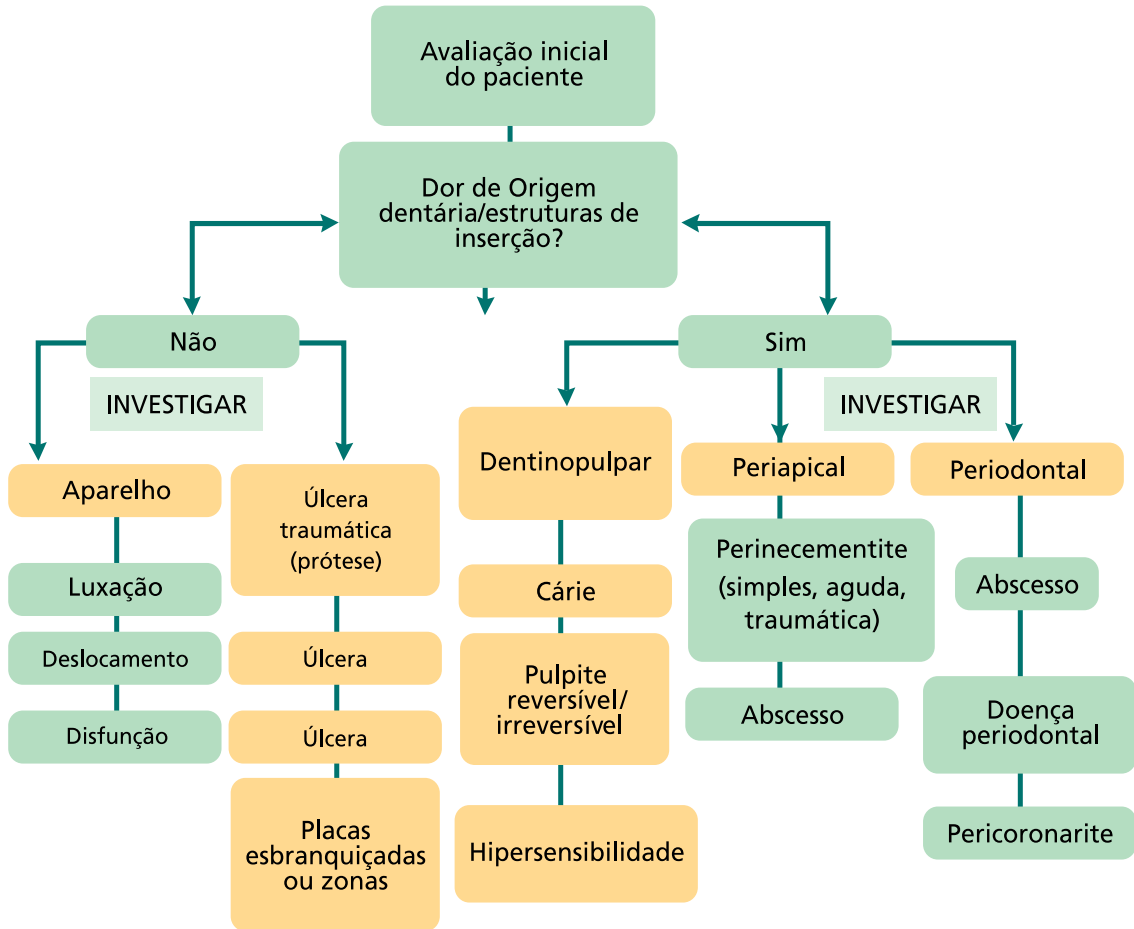 Avaliação inicial
do paciente
Dor de Origem
dentária/estruturas de
inserção?
Não
INVESTIGAR
Aparelho
Luxação
Deslocamento
Disfunção
Úlcera
traumática
(prótese)
Úlcera
Úlcera
Placas
esbranquiçadas
ou zonas
Sim
INVESTIGAR
Dentinopulpar
Cárie
Pulpite
reversível/
irreversível
Hipersensibilidade
Periapical
Perinecementite
(simples, aguda,
traumática)
Abscesso
Periodontal
Abscesso
Doença
periodontal
Pericoronarite